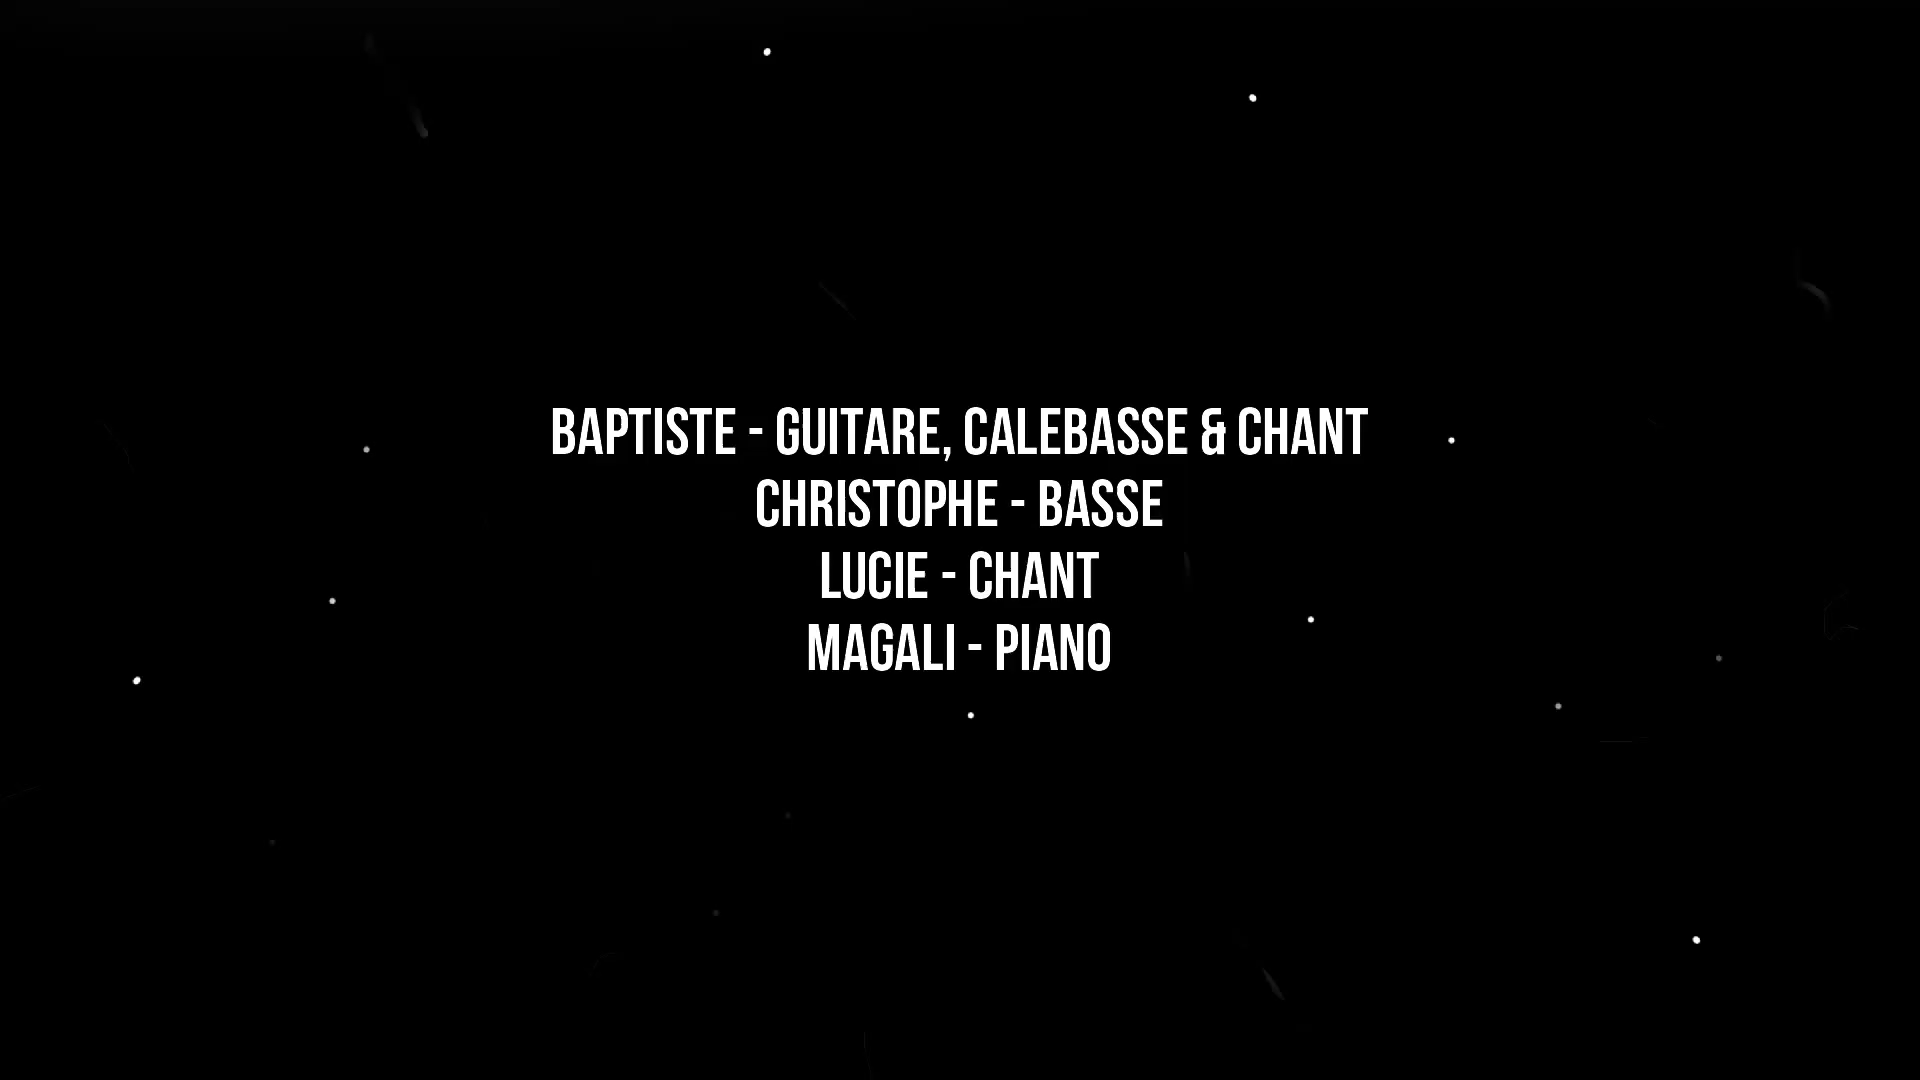 BAPTISTE - GUITARE, CALEBASSE & CHANT
CHRISTOPHE - BASSE
LUCIE - CHANT
MAGALI - PIANO